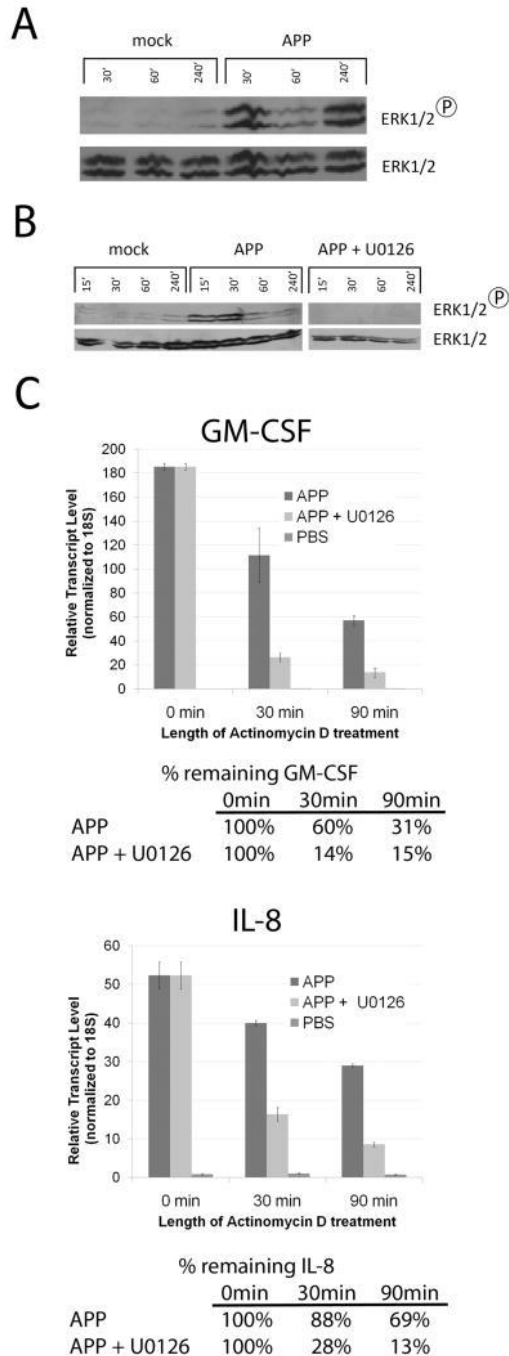 A
mock APP
30' 60' 240' 30' 60' 240'
ERK1/2 P
ERK1/2
B
mock APP APP + U0126
15' 30' 60' 240' 15' 30' 60' 240' 15' 30' 60' 240'
ERK1/2 P
ERK1/2
C
GM-CSF
Relative Transcript Level
(normalized to 18S)
200
180
160
140
120
100
80
60
40
20
0
APP
APP + U0126
PBS
0 min 30 min 90 min
Length of Actinomycin D treatment
% remaining GM-CSF
0min 30min 90min
APP 100% 60% 31%
APP + U0126 100% 14% 15%
IL-8
Relative Transcript Level
(normalized to 18S)
60
50
40
30
20
10
0
APP
APP + U0126
PBS
0 min 30 min 90 min
Length of Actinomycin D treatment
% remaining IL-8
0min 30min 90min
APP 100% 88% 69%
APP + U0126 100% 28% 13%